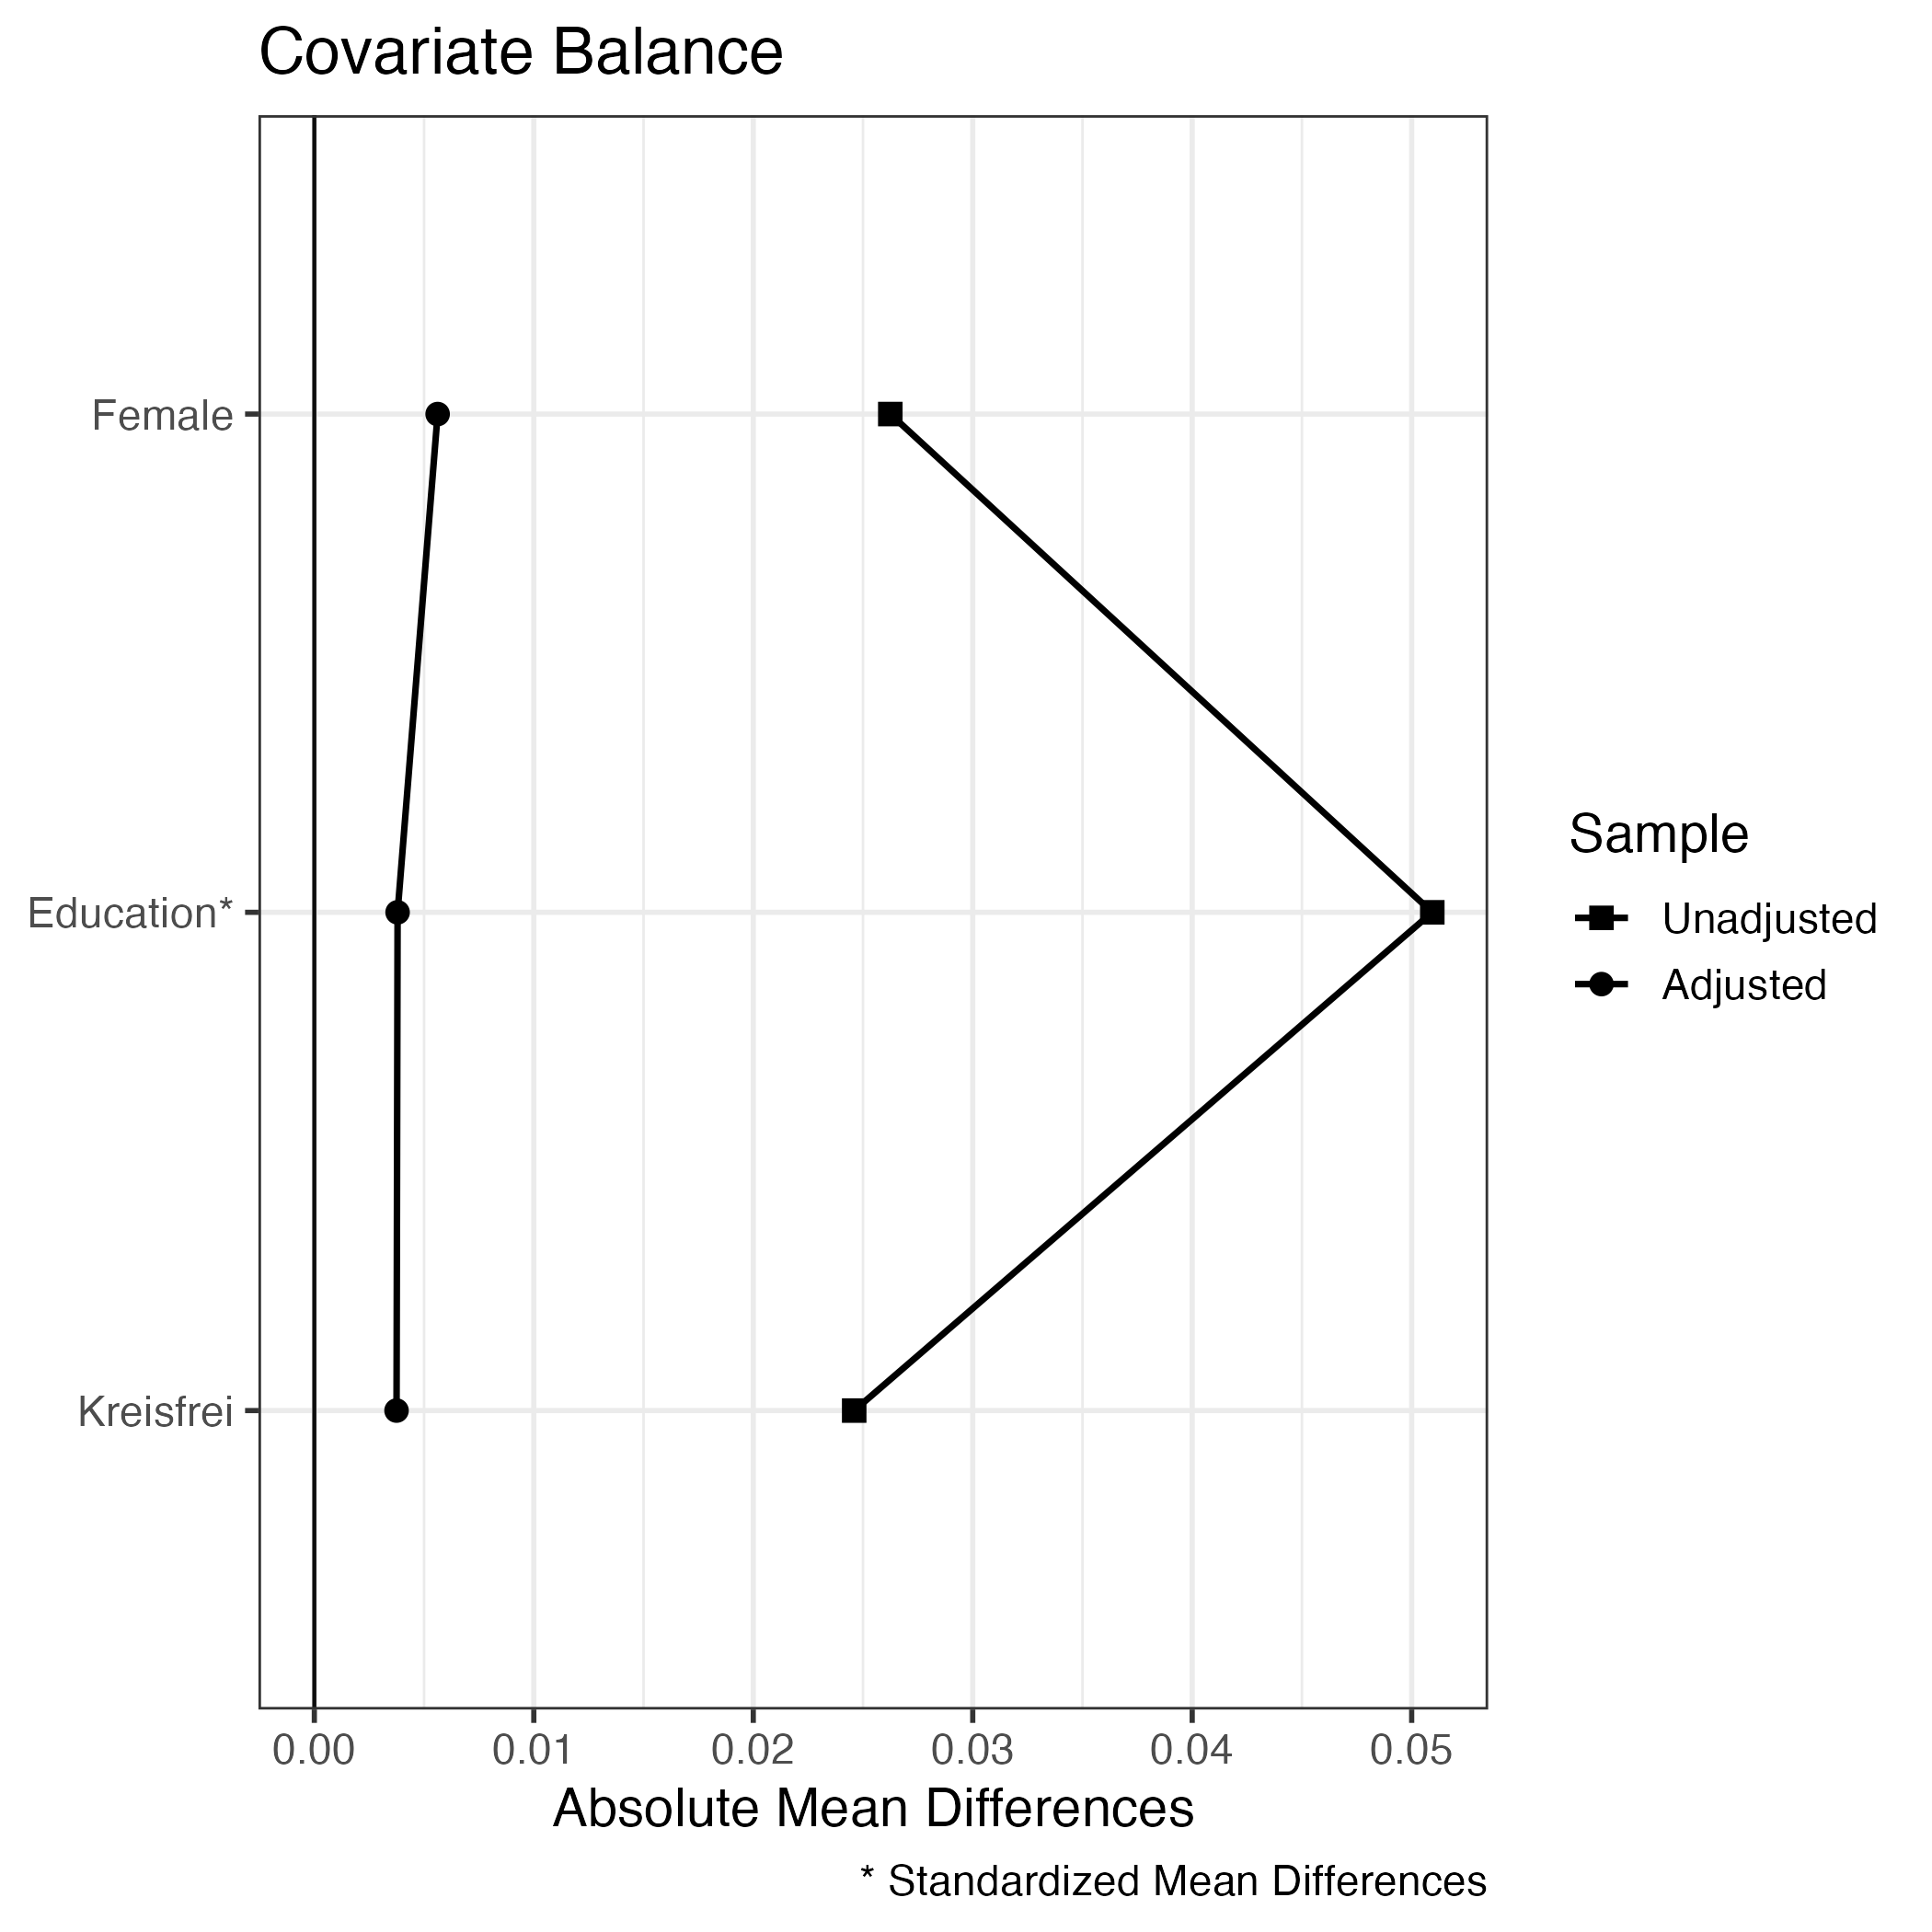 Covariate Balance
Female
Education*
Kreisfrei
0.00 0.01 0.02 0.03 0.04 0.05
Absolute Mean Differences
* Standardized Mean Differences
Sample
Unadjusted
Adjusted